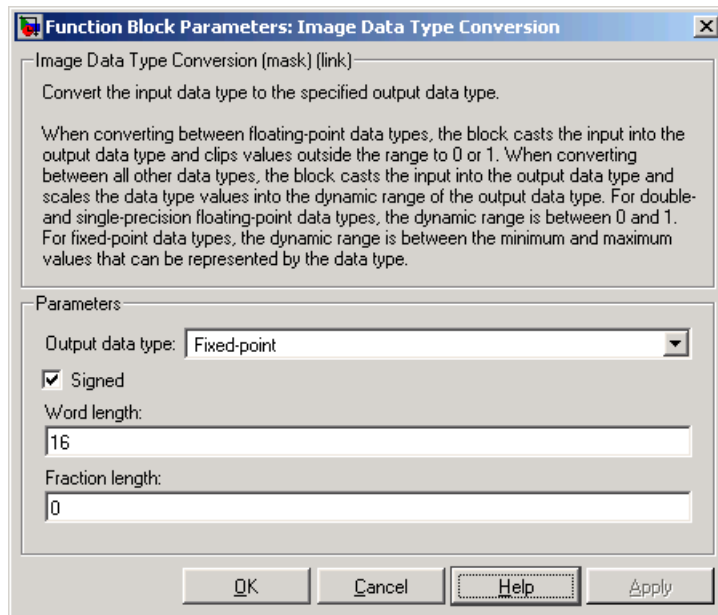 Function Block Parameters: Image Data Type Conversion
Image Data Type Conversion (mask) (link)
Convert the input data type to the specified output data type.
When converting between floating-point data types, the block casts the input into the
output data type and clips values outside the range to 0 or 1. When converting
between all other data types, the block casts the input into the output data type and
scales the data type values into the dynamic range of the output data type. For double-
and single-precision floating-point data types, the dynamic range is between 0 and 1.
For fixed-point data types, the dynamic range is between the minimum and maximum
values that can be represented by the data type.
Parameters
Output data type: Fixed-point
Signed
Word length:
16
Fraction length:
0
OK Cancel Help Apply